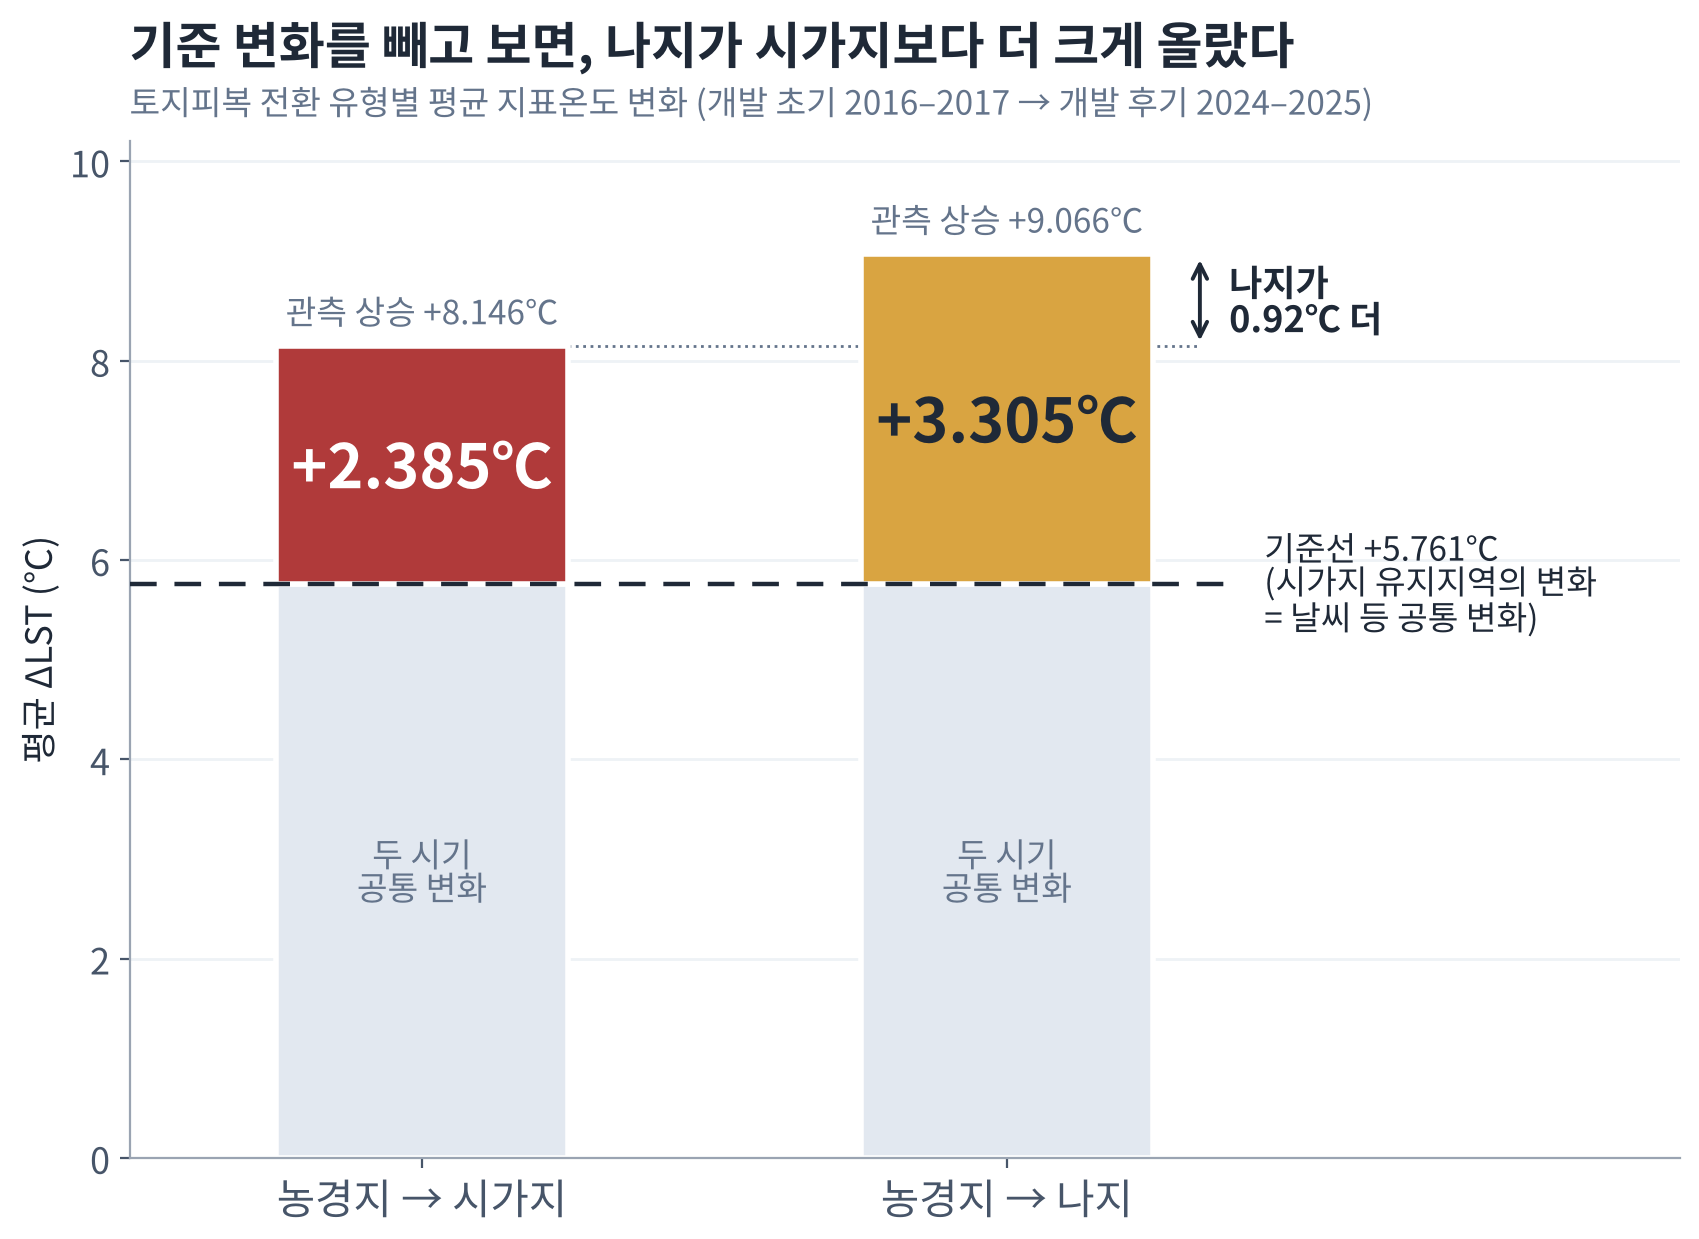 기준 변화를 빼고 보면, 나지가 시가지보다 더 크게 올랐다
토지피복 전환 유형별 평균 지표온도 변화 (개발 초기 2016–2017 → 개발 후기 2024–2025)
평균 ΔLST (°C)
10
8
6
4
2
0
관측 상승 +8.146°C
+2.385°C
두 시기
공통 변화
관측 상승 +9.066°C
+3.305°C
두 시기
공통 변화
나지가
0.92°C 더
기준선 +5.761°C
(시가지 유지지역의 변화
= 날씨 등 공통 변화)
농경지 → 시가지
농경지 → 나지